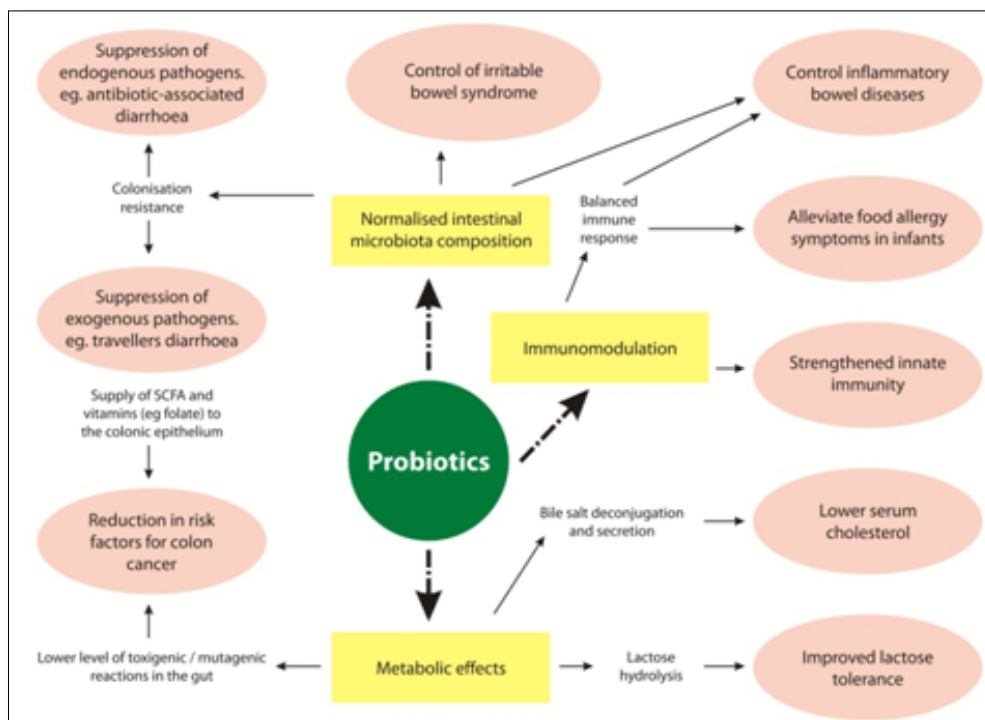 Suppression of
endogenous pathogens.
eg. antibiotic-associated
diarrhoea
Control of irritable
bowel syndrome
Control inflammatory
bowel diseases
Colonisation
resistance
Normalised intestinal
microbiota composition
Balanced
immune
response
Alleviate food allergy
symptoms in infants
Suppression of
exogenous pathogens.
eg. travellers diarrhoea
Immunomodulation
Strengthened innate
immunity
Supply of SCFA and
vitamins (eg folate) to
the colonic epithelium
Probiotics
Reduction in risk
factors for colon
cancer
Bile salt deconjugation
and secretion
Lower serum
cholesterol
Lower level of toxigenic / mutagenic
reactions in the gut
Metabolic effects
Lactose
hydrolysis
Improved lactose
tolerance